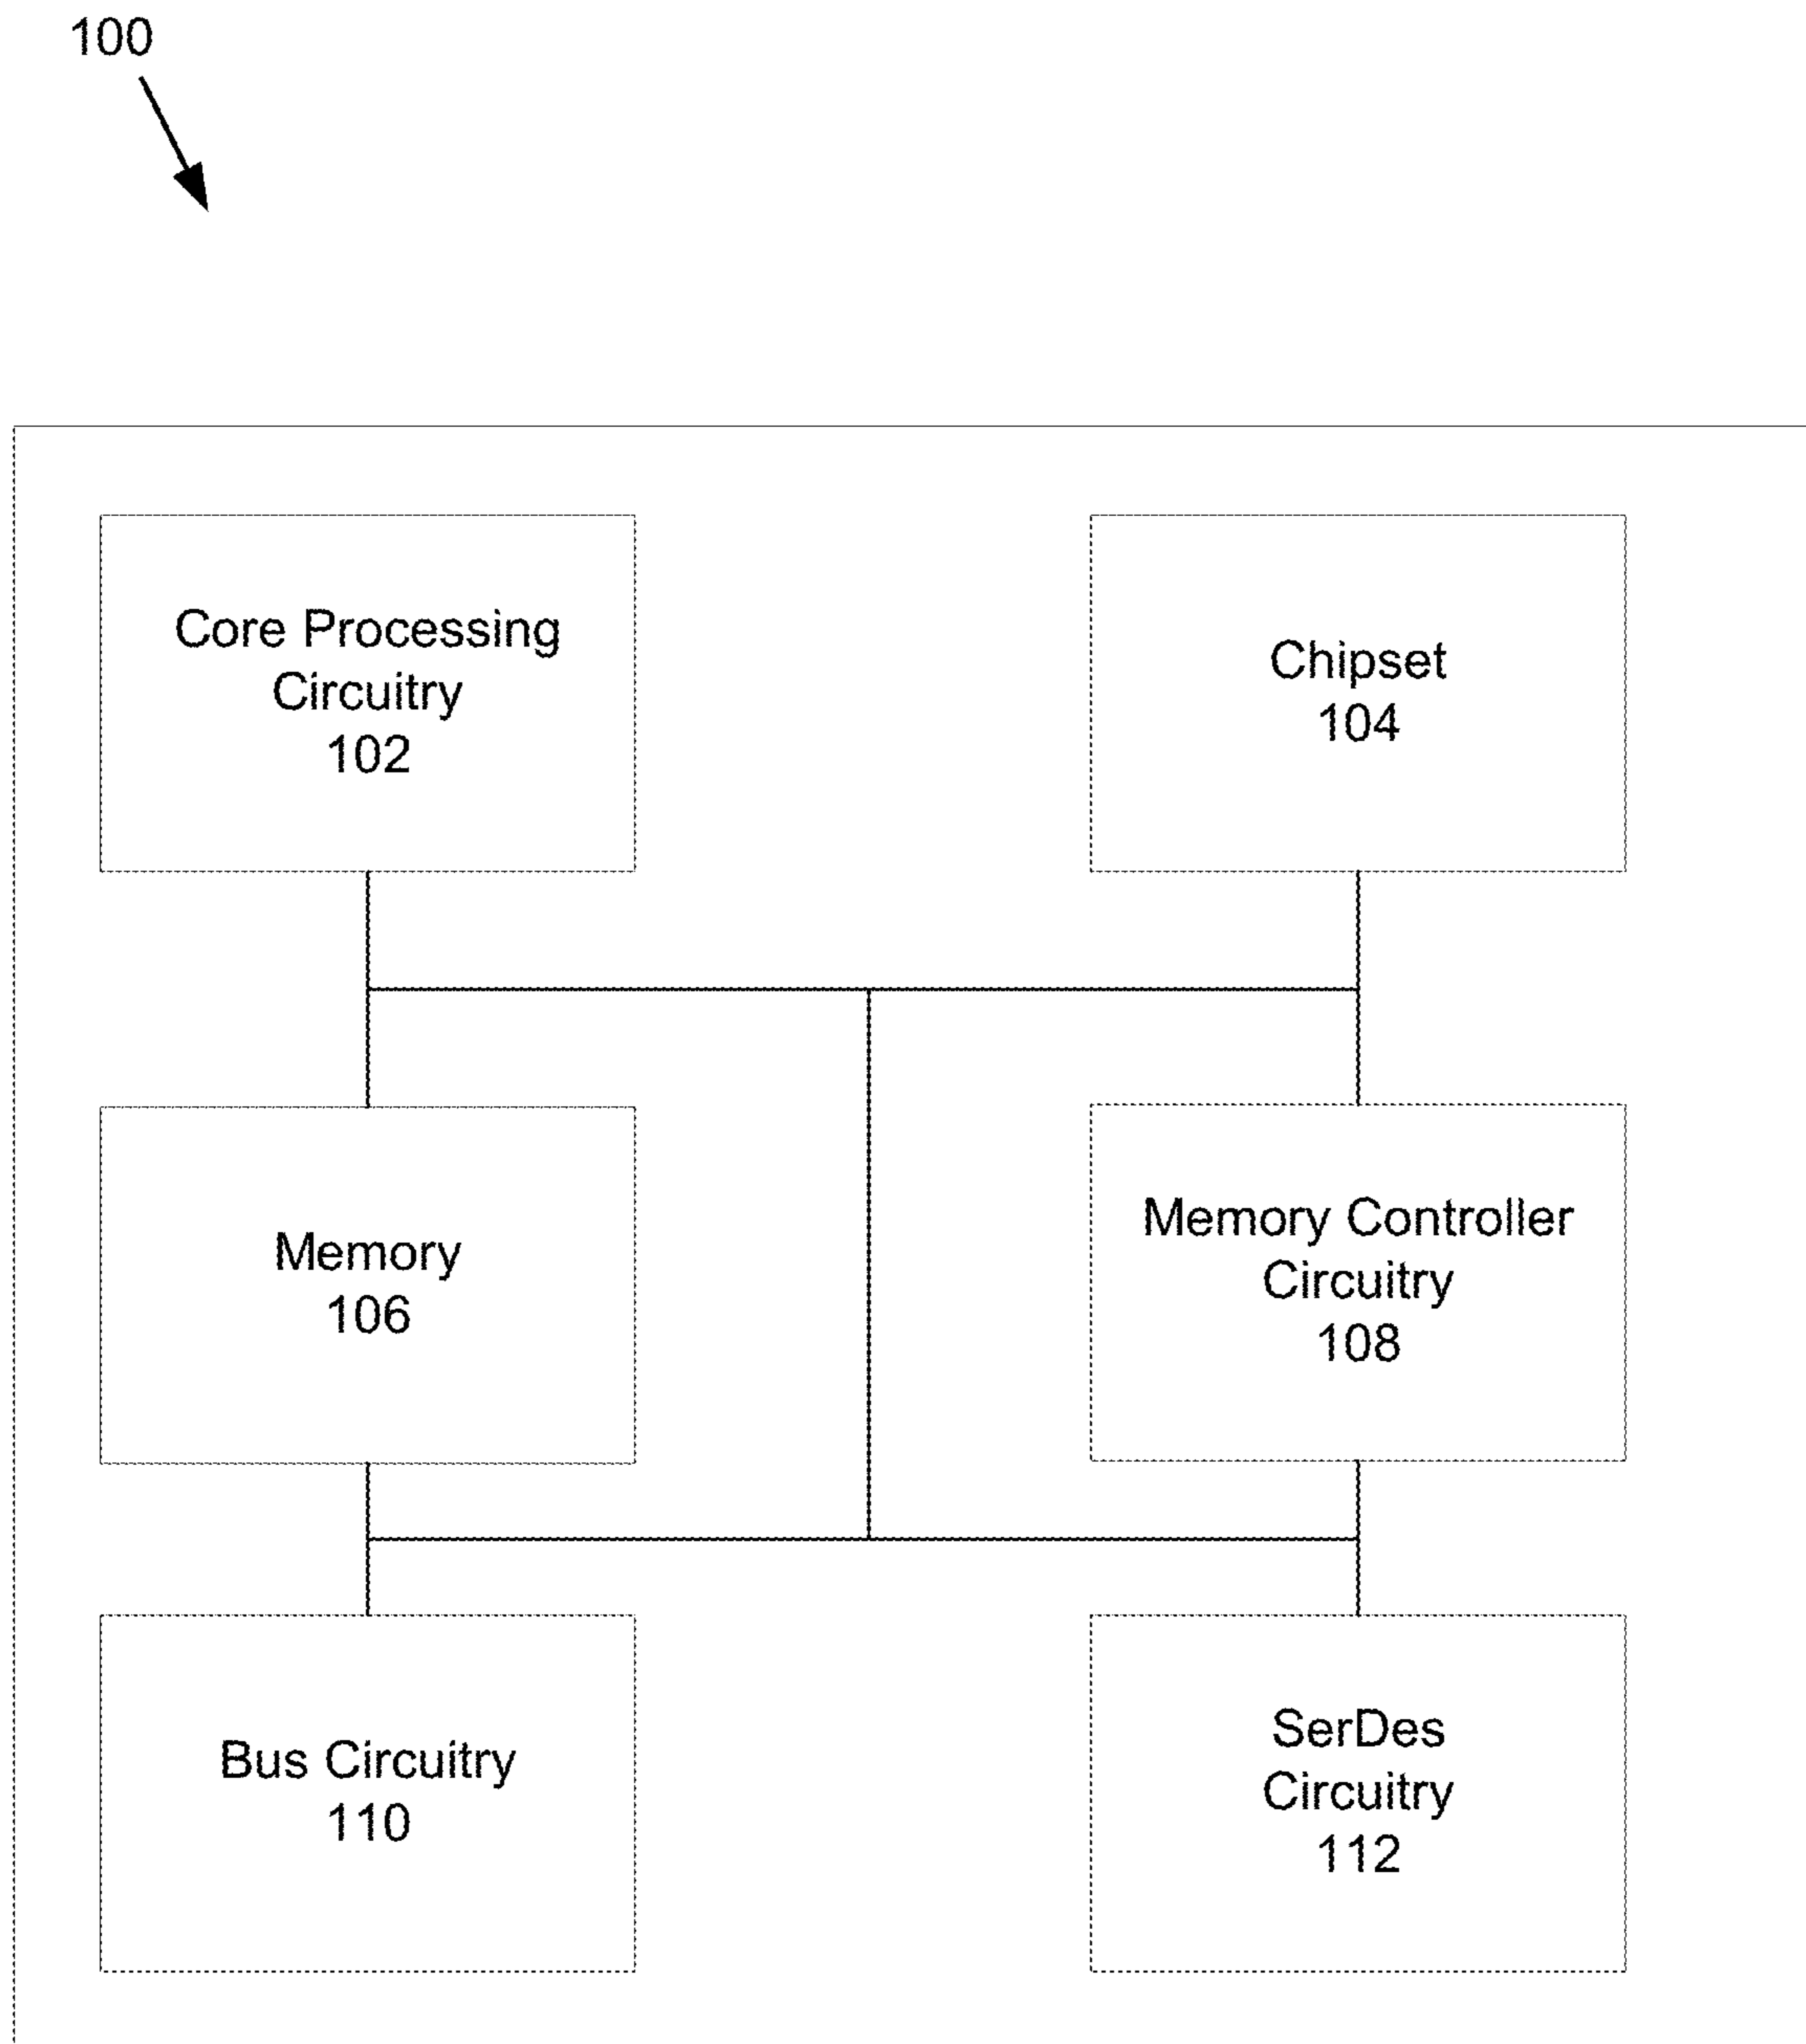 100
Core Processing
Circuitry
102
Chipset
104
Memory
106
Memory Controller
Circuitry
108
Bus Circuitry
110
SerDes
Circuitry
112